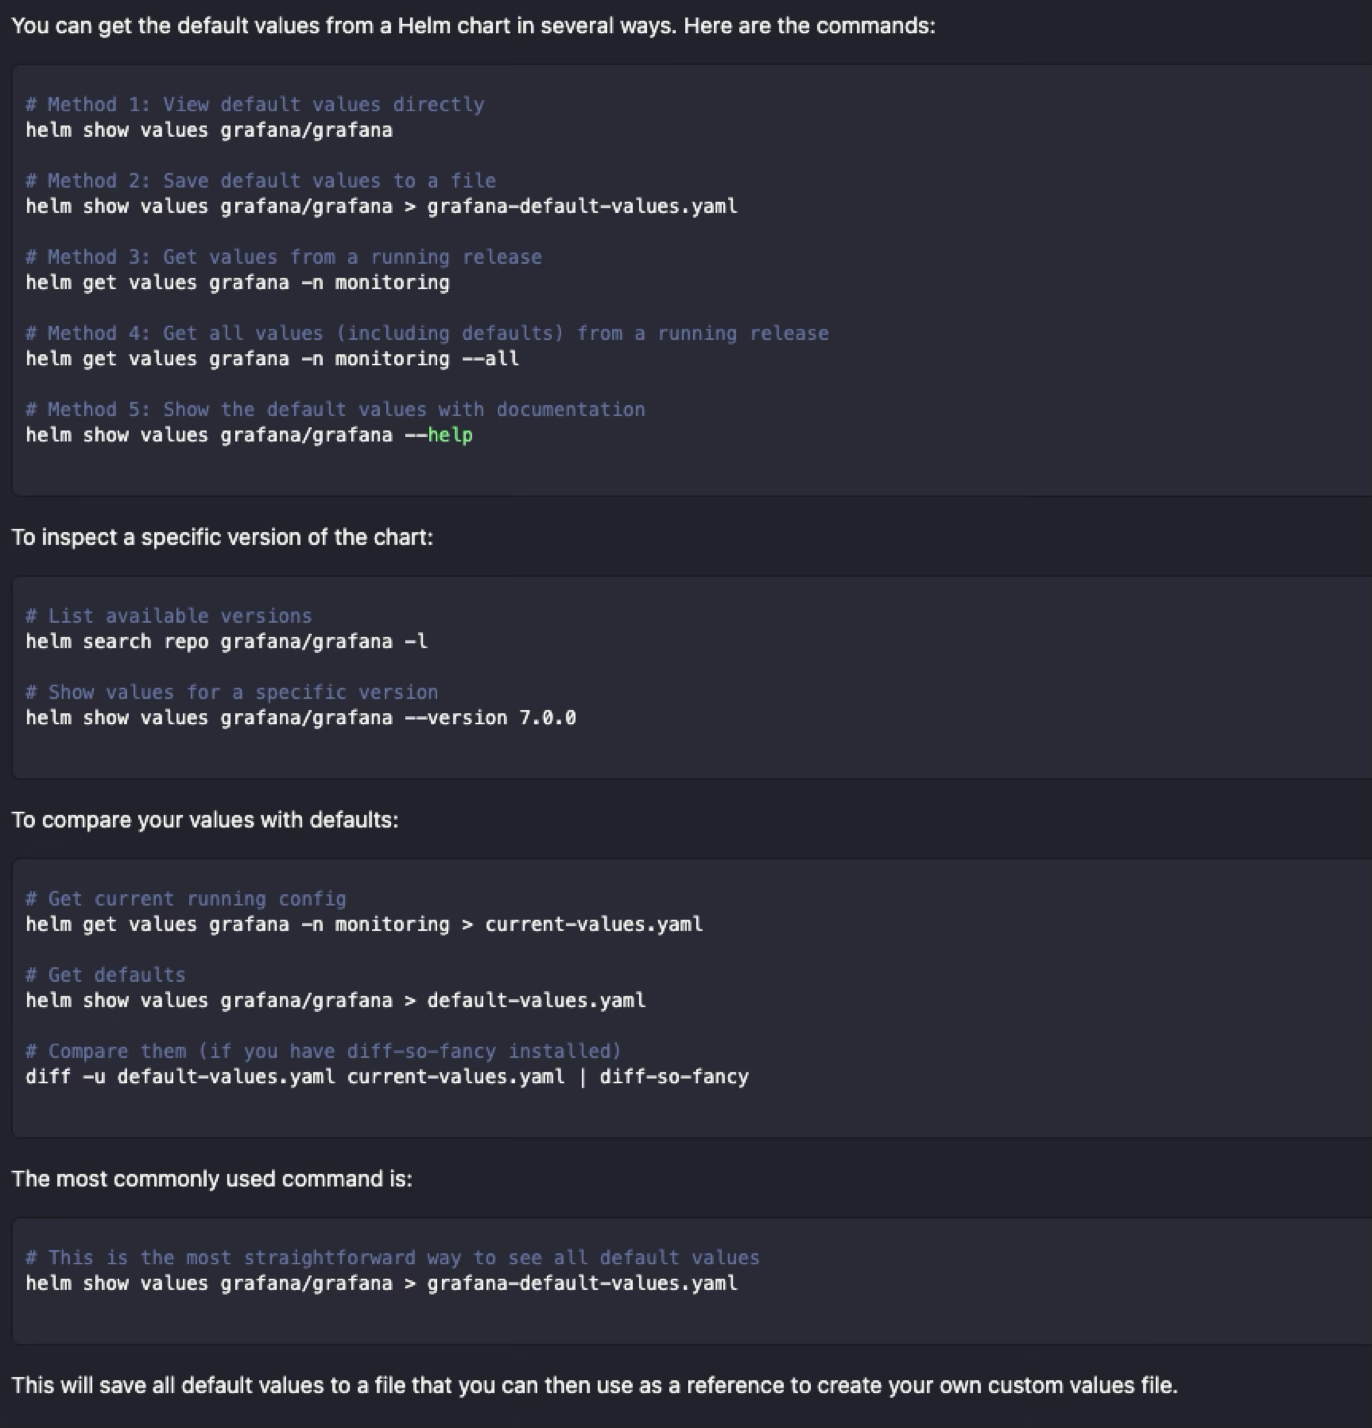 You can get the default values from a Helm chart in several ways. Here are the commands:
# Method 1: View default values directly
helm show values grafana/grafana
# Method 2: Save default values to a file
helm show values grafana/grafana > grafana-default-values.yaml
# Method 3: Get values from a running release
helm get values grafana -n monitoring
# Method 4: Get all values (including defaults) from a running release
helm get values grafana -n monitoring --all
# Method 5: Show the default values with documentation
helm show values grafana/grafana --help
To inspect a specific version of the chart:
# List available versions
helm search repo grafana/grafana -l
# Show values for a specific version
helm show values grafana/grafana --version 7.0.0
To compare your values with defaults:
# Get current running config
helm get values grafana -n monitoring > current-values.yaml
# Get defaults
helm show values grafana/grafana > default-values.yaml
# Compare them (if you have diff-so-fancy installed)
diff -u default-values.yaml current-values.yaml | diff-so-fancy
The most commonly used command is:
# This is the most straightforward way to see all default values
helm show values grafana/grafana > grafana-default-values.yaml
This will save all default values to a file that you can then use as a reference to create your own custom values file.